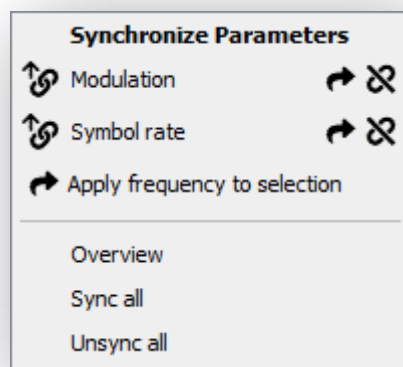 Synchronize Parameters
Modulation
Symbol rate
Apply frequency to selection
Overview
Sync all
Unsync all